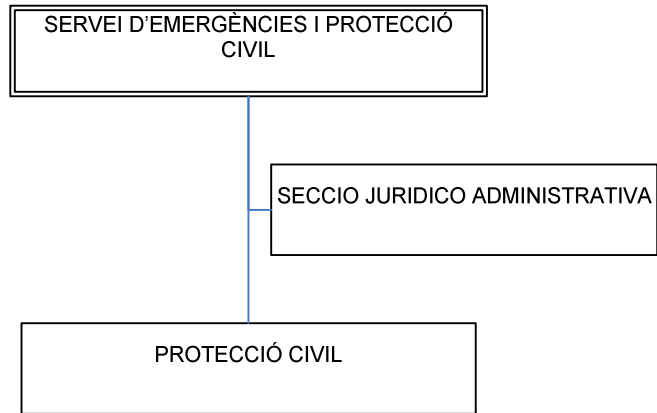 SERVEI D'EMERGÈNCIES I PROTECCIÓ
CIVIL
SECCIO JURIDICO ADMINISTRATIVA
PROTECCIÓ CIVIL